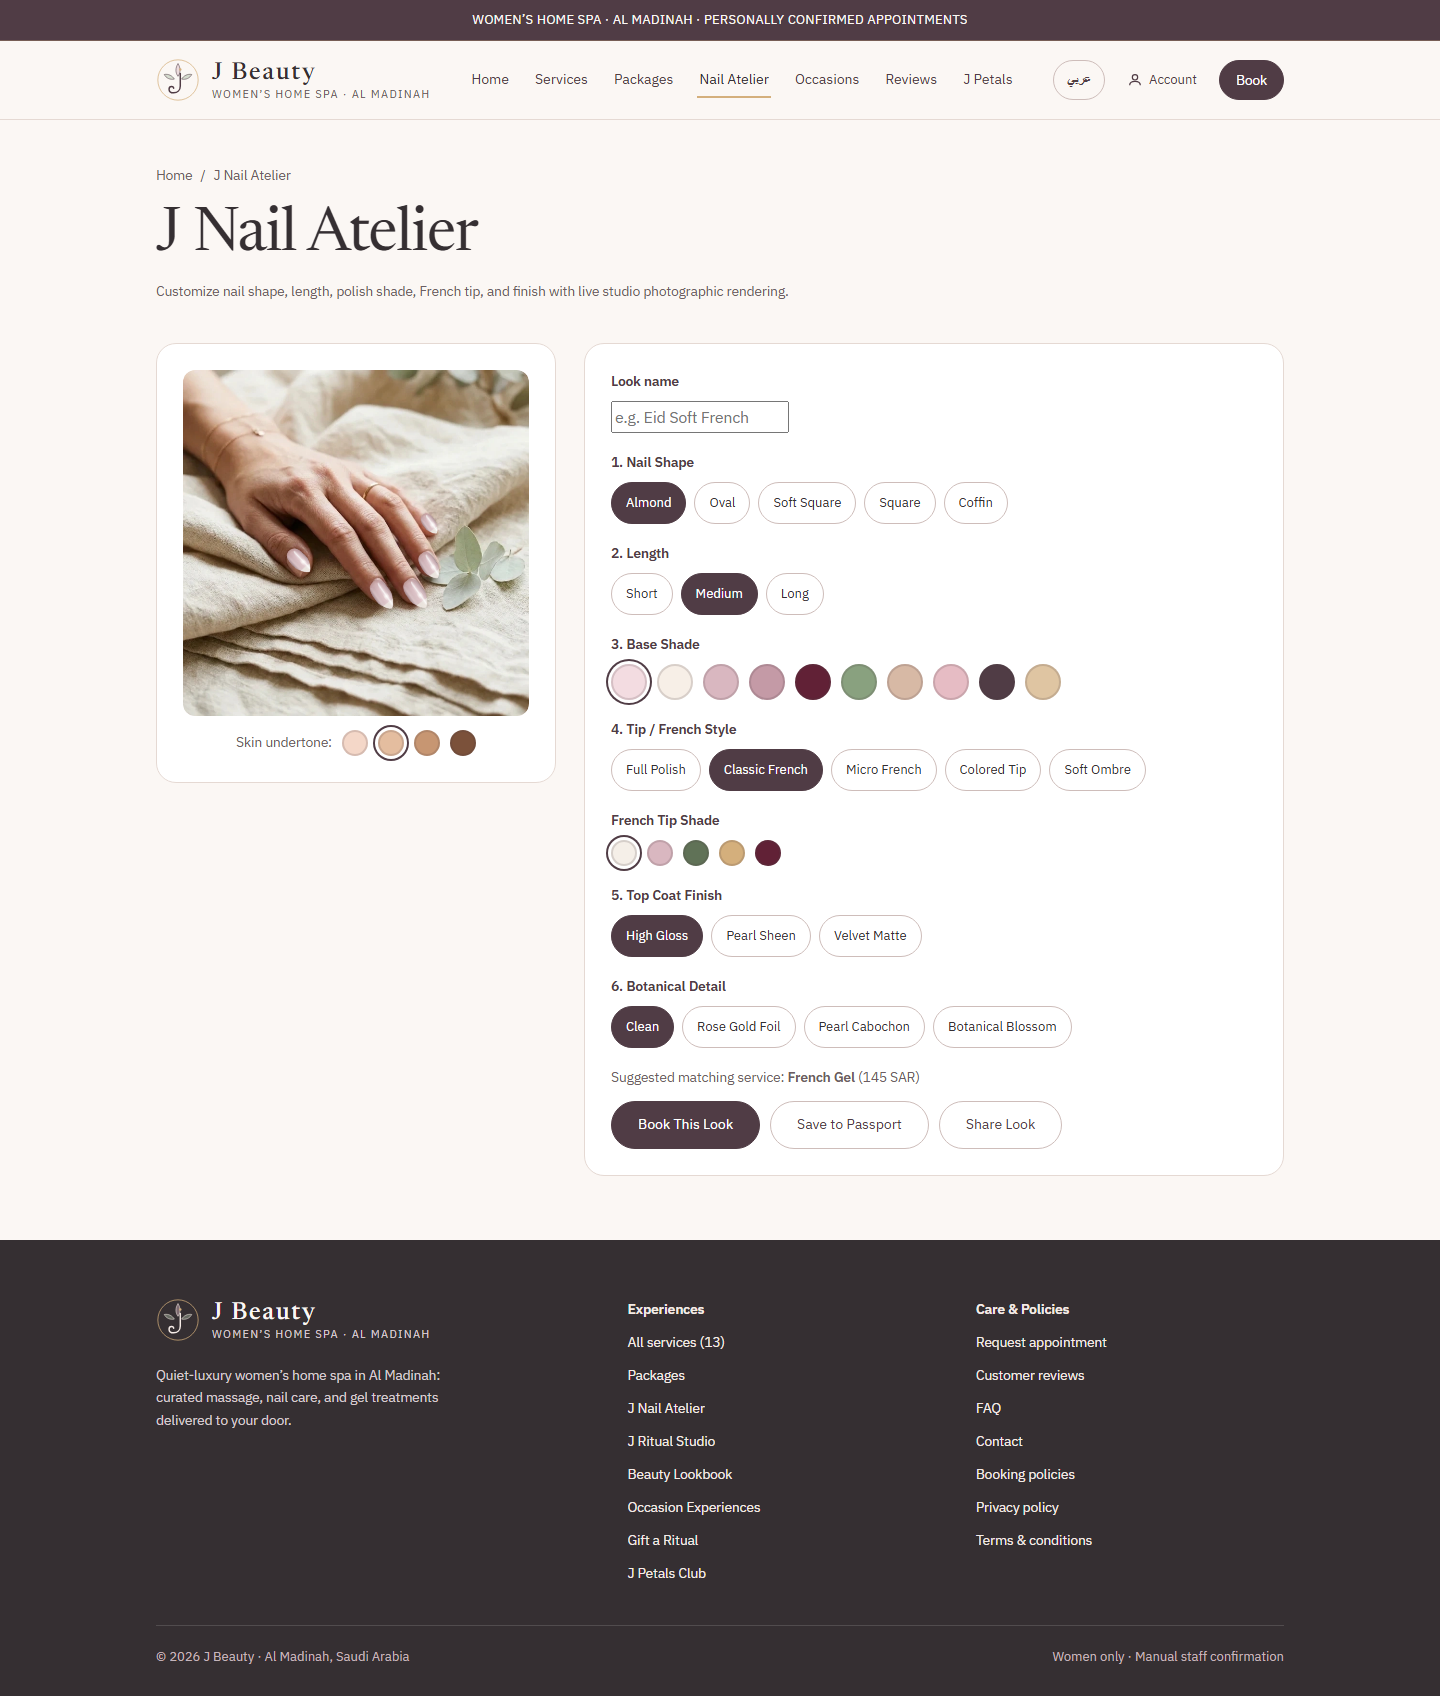 WOMEN’S HOME SPA · AL MADINAH · PERSONALLY CONFIRMED APPOINTMENTS
J Beauty
WOMEN’S HOME SPA · AL MADINAH
Home Services Packages Nail Atelier Occasions Reviews J Petals عربي Account Book
Home / J Nail Atelier
J Nail Atelier
Customize nail shape, length, polish shade, French tip, and finish with live studio photographic rendering.
Skin undertone:
Look name
e.g. Eid Soft French
1. Nail Shape
Almond Oval Soft Square Square Coffin
2. Length
Short Medium Long
3. Base Shade
4. Tip / French Style
Full Polish Classic French Micro French Colored Tip Soft Ombre
French Tip Shade
5. Top Coat Finish
High Gloss Pearl Sheen Velvet Matte
6. Botanical Detail
Clean Rose Gold Foil Pearl Cabochon Botanical Blossom
Suggested matching service: French Gel (145 SAR)
Book This Look Save to Passport Share Look
J Beauty
WOMEN’S HOME SPA · AL MADINAH
Quiet-luxury women’s home spa in Al Madinah:
curated massage, nail care, and gel treatments
delivered to your door.
Experiences
All services (13)
Packages
J Nail Atelier
J Ritual Studio
Beauty Lookbook
Occasion Experiences
Gift a Ritual
J Petals Club
Care & Policies
Request appointment
Customer reviews
FAQ
Contact
Booking policies
Privacy policy
Terms & conditions
© 2026 J Beauty · Al Madinah, Saudi Arabia
Women only · Manual staff confirmation